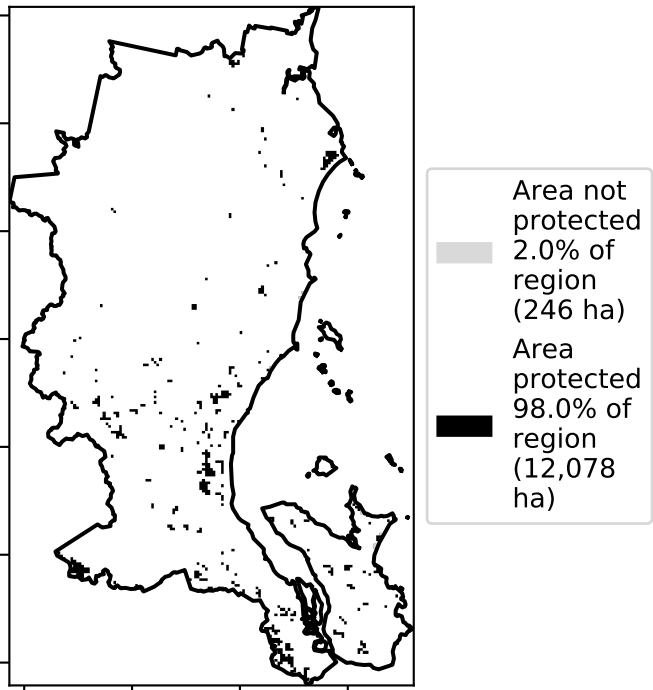 Area not
protected
2.0% of
region
(246 ha)
Area
protected
98.0% of
region
(12,078
ha)